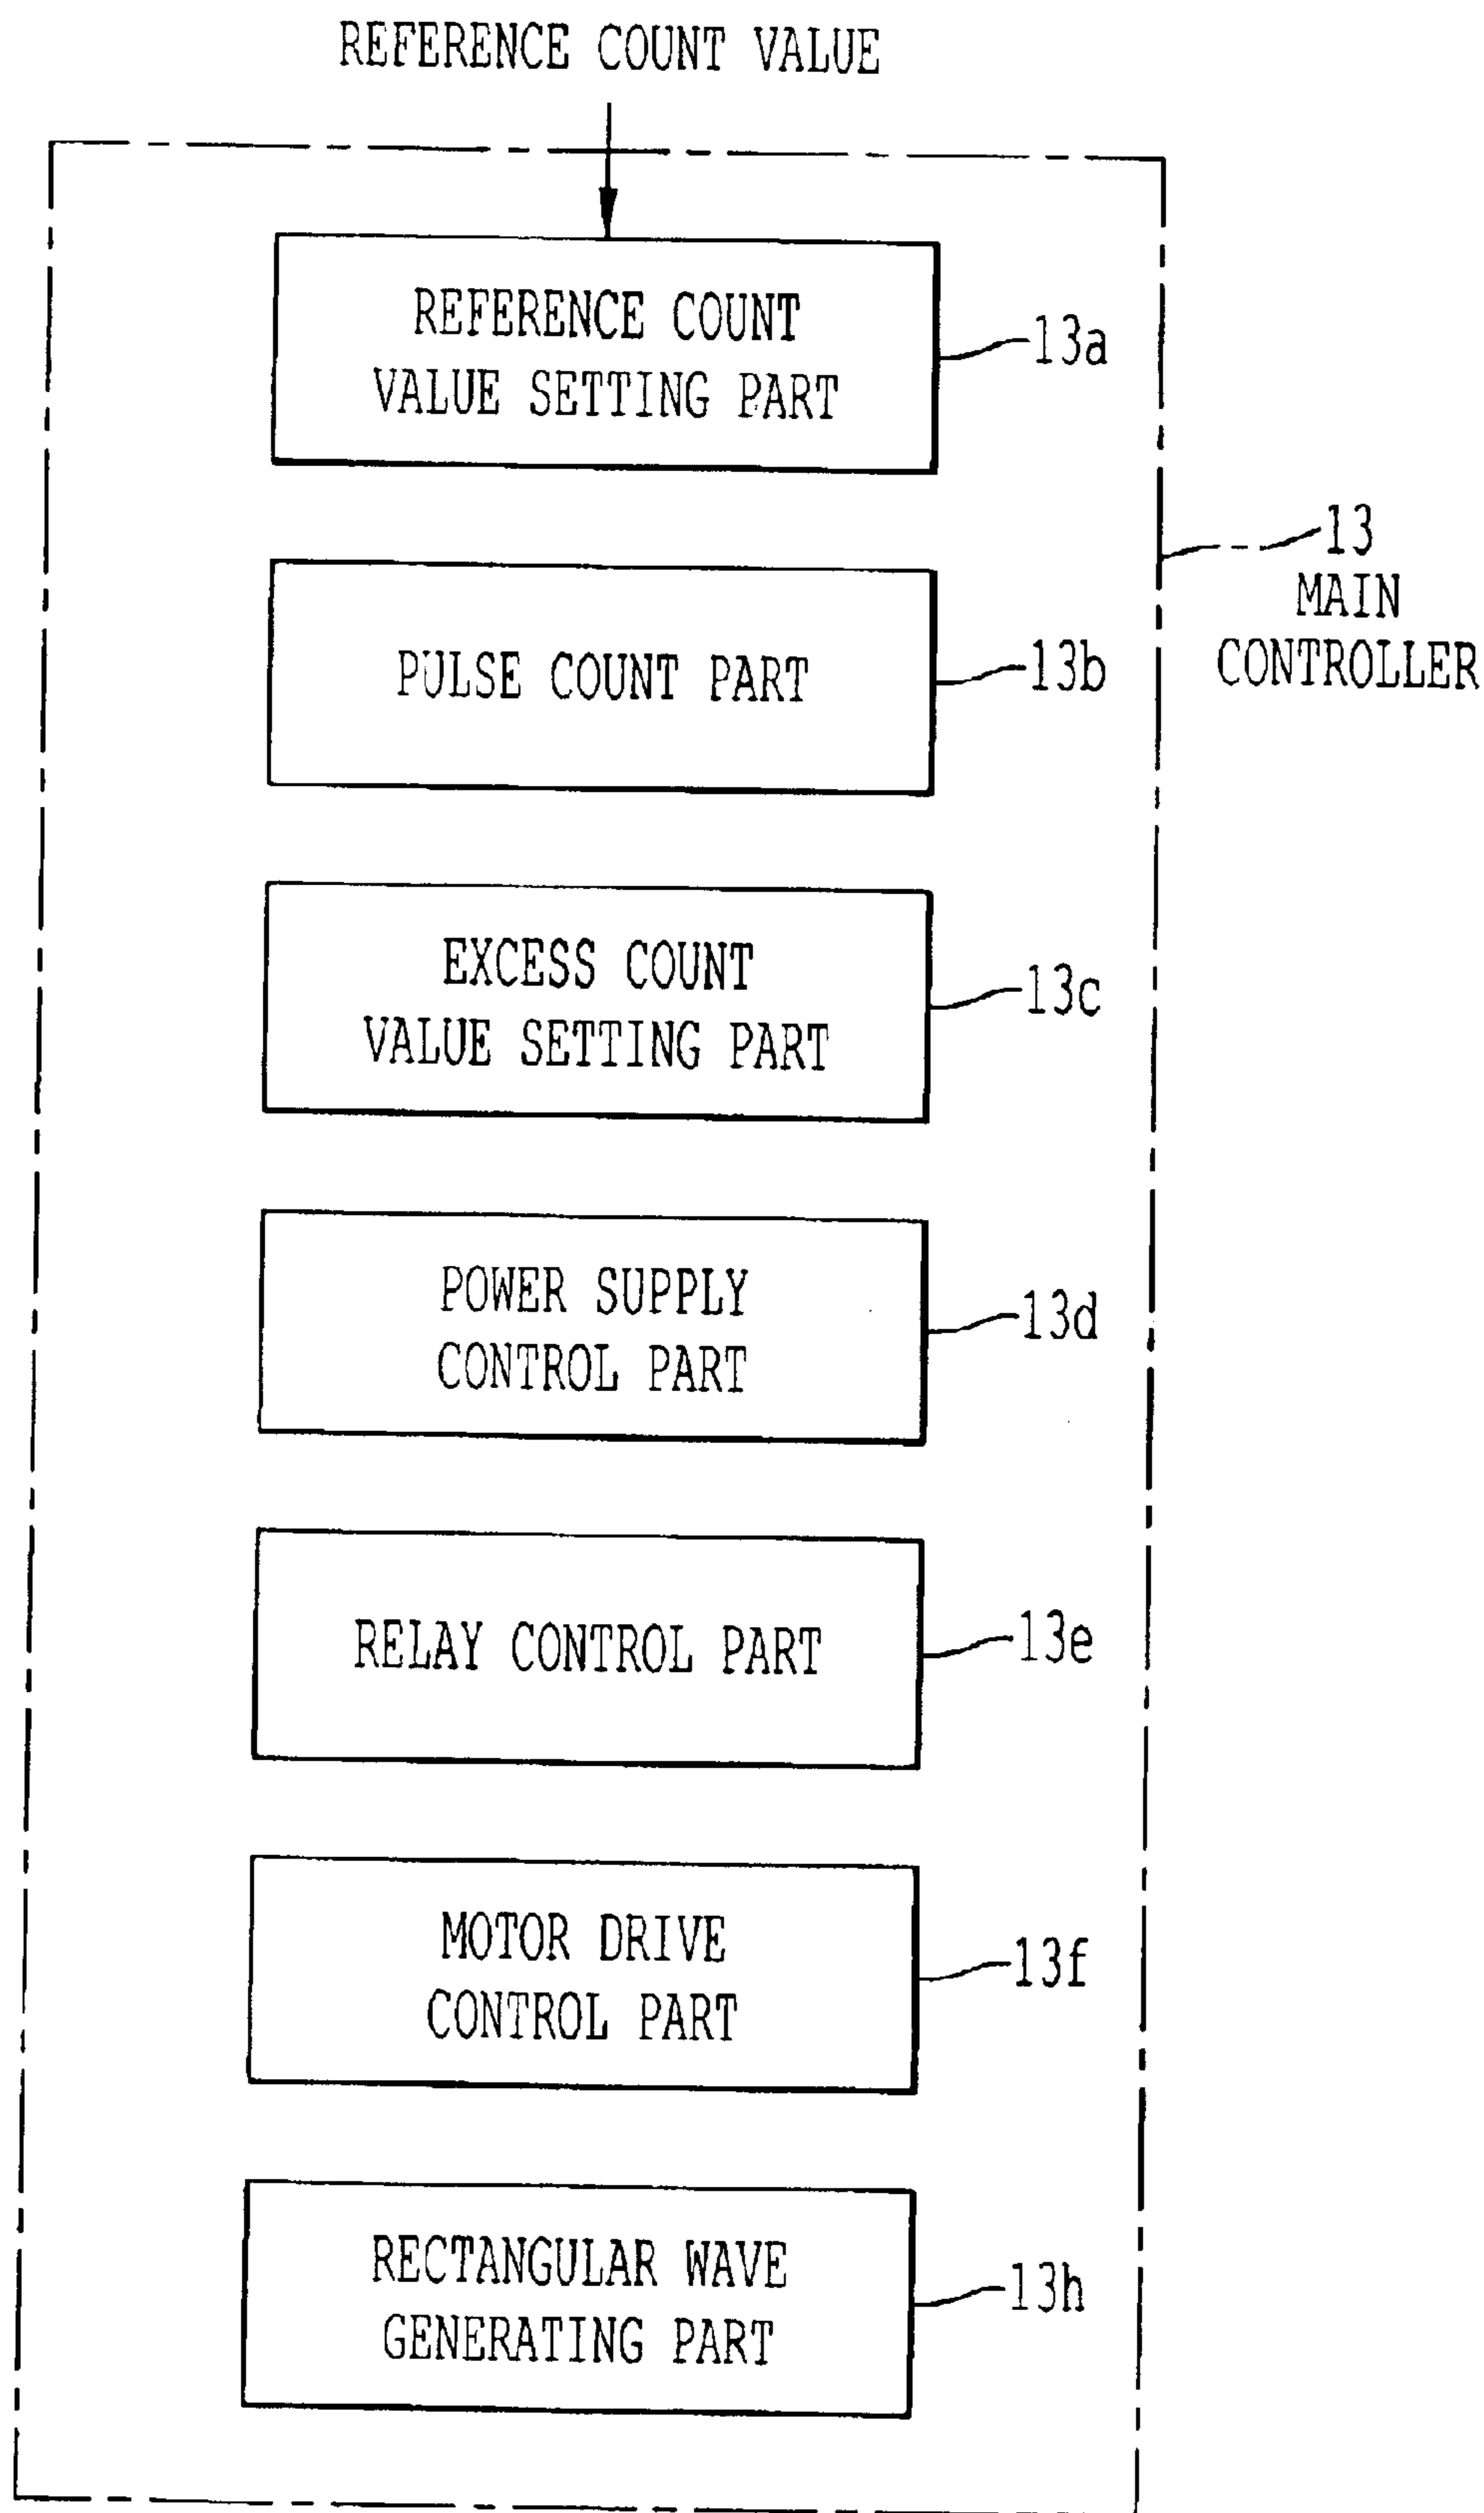 REFERENCE COUNT VALUE
REFERENCE COUNT
VALUE SETTING PART
13a
13
MAIN
CONTROLLER
PULSE COUNT PART
13b
EXCESS COUNT
VALUE SETTING PART
13c
POWER SUPPLY
CONTROL PART
13d
RELAY CONTROL PART
13e
MOTOR DRIVE
CONTROL PART
13f
RECTANGULAR WAVE
GENERATING PART
13h